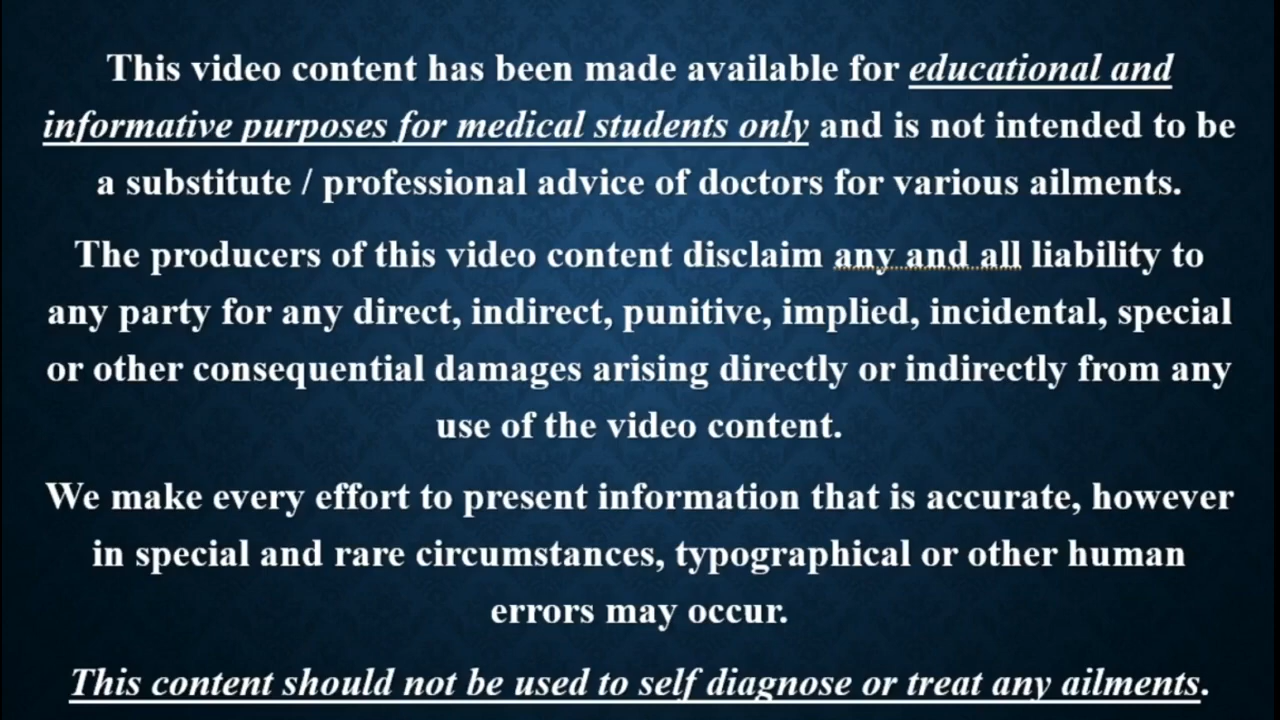 This video content has been made available for educational and
informative purposes for medical students only and is not intended to be
a substitute / professional advice of doctors for various ailments.
The producers of this video content disclaim any and all liability to
any party for any direct, indirect, punitive, implied, incidental, special
or other consequential damages arising directly or indirectly from any
use of the video content.
We make every effort to present information that is accurate, however
in special and rare circumstances, typographical or other human
errors may occur.
This content should not be used to self diagnose or treat any ailments.